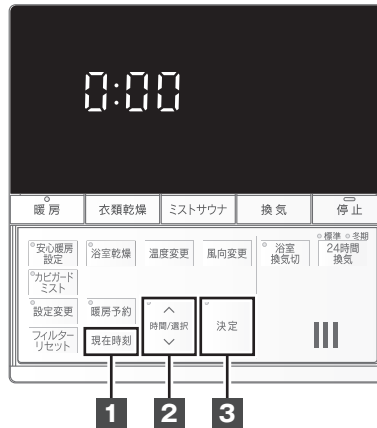 0:00
暖房 衣類乾燥 ミストサウナ 換気 停止
標準 冬期
安心暖房
設定
浴室乾燥 温度変更 風向変更
浴室
換気切
24時間
換気
カビガード
ミスト
設定変更 暖房予約
時間/選択
決定
フィルター
リセット
現在時刻
1 2 3